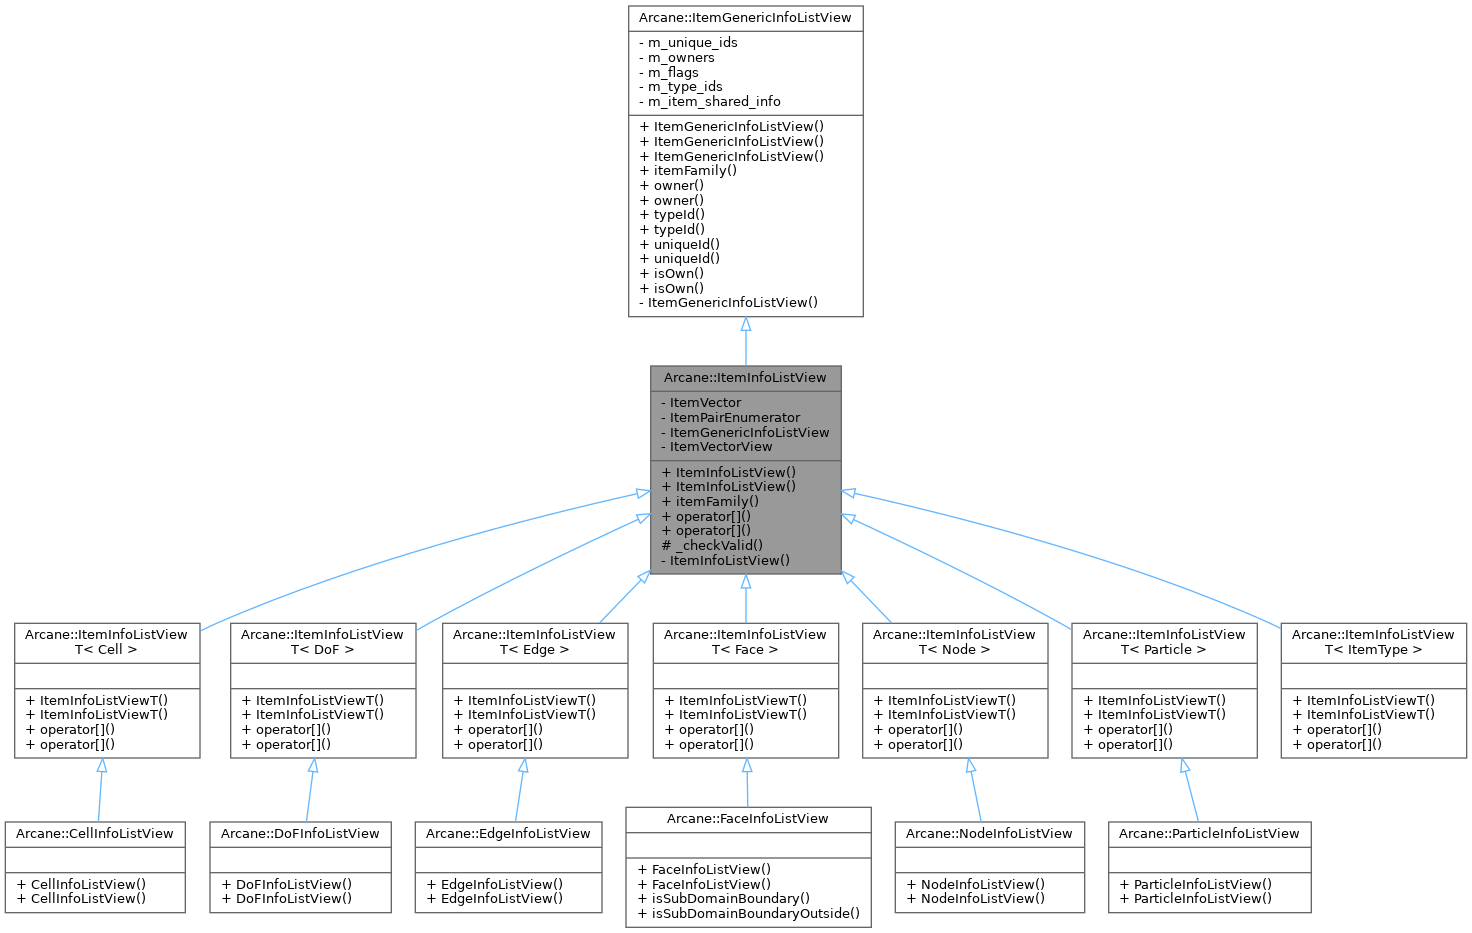 Arcane::ItemGenericInfoListView
- m_unique_ids
- m_owners
- m_flags
- m_type_ids
- m_item_shared_info
+ ItemGenericInfoListView()
+ ItemGenericInfoListView()
+ ItemGenericInfoListView()
+ itemFamily()
+ owner()
+ owner()
+ typeId()
+ typeId()
+ uniqueId()
+ uniqueId()
+ isOwn()
+ isOwn()
- ItemGenericInfoListView()
Arcane::ItemInfoListView
- ItemVector
- ItemPairEnumerator
- ItemGenericInfoListView
- ItemVectorView
+ ItemInfoListView()
+ ItemInfoListView()
+ itemFamily()
+ operator[]()
+ operator[]()
# _checkValid()
- ItemInfoListView()
Arcane::ItemInfoListView
T< Cell >
+ ItemInfoListViewT()
+ ItemInfoListViewT()
+ operator[]()
+ operator[]()
Arcane::ItemInfoListView
T< DoF >
+ ItemInfoListViewT()
+ ItemInfoListViewT()
+ operator[]()
+ operator[]()
Arcane::ItemInfoListView
T< Edge >
+ ItemInfoListViewT()
+ ItemInfoListViewT()
+ operator[]()
+ operator[]()
Arcane::ItemInfoListView
T< Face >
+ ItemInfoListViewT()
+ ItemInfoListViewT()
+ operator[]()
+ operator[]()
Arcane::ItemInfoListView
T< Node >
+ ItemInfoListViewT()
+ ItemInfoListViewT()
+ operator[]()
+ operator[]()
Arcane::ItemInfoListView
T< Particle >
+ ItemInfoListViewT()
+ ItemInfoListViewT()
+ operator[]()
+ operator[]()
Arcane::ItemInfoListView
T< ItemType >
+ ItemInfoListViewT()
+ ItemInfoListViewT()
+ operator[]()
+ operator[]()
Arcane::CellInfoListView
+ CellInfoListView()
+ CellInfoListView()
Arcane::DoFInfoListView
+ DoFInfoListView()
+ DoFInfoListView()
Arcane::EdgeInfoListView
+ EdgeInfoListView()
+ EdgeInfoListView()
Arcane::FaceInfoListView
+ FaceInfoListView()
+ FaceInfoListView()
+ isSubDomainBoundary()
+ isSubDomainBoundaryOutside()
Arcane::NodeInfoListView
+ NodeInfoListView()
+ NodeInfoListView()
Arcane::ParticleInfoListView
+ ParticleInfoListView()
+ ParticleInfoListView()